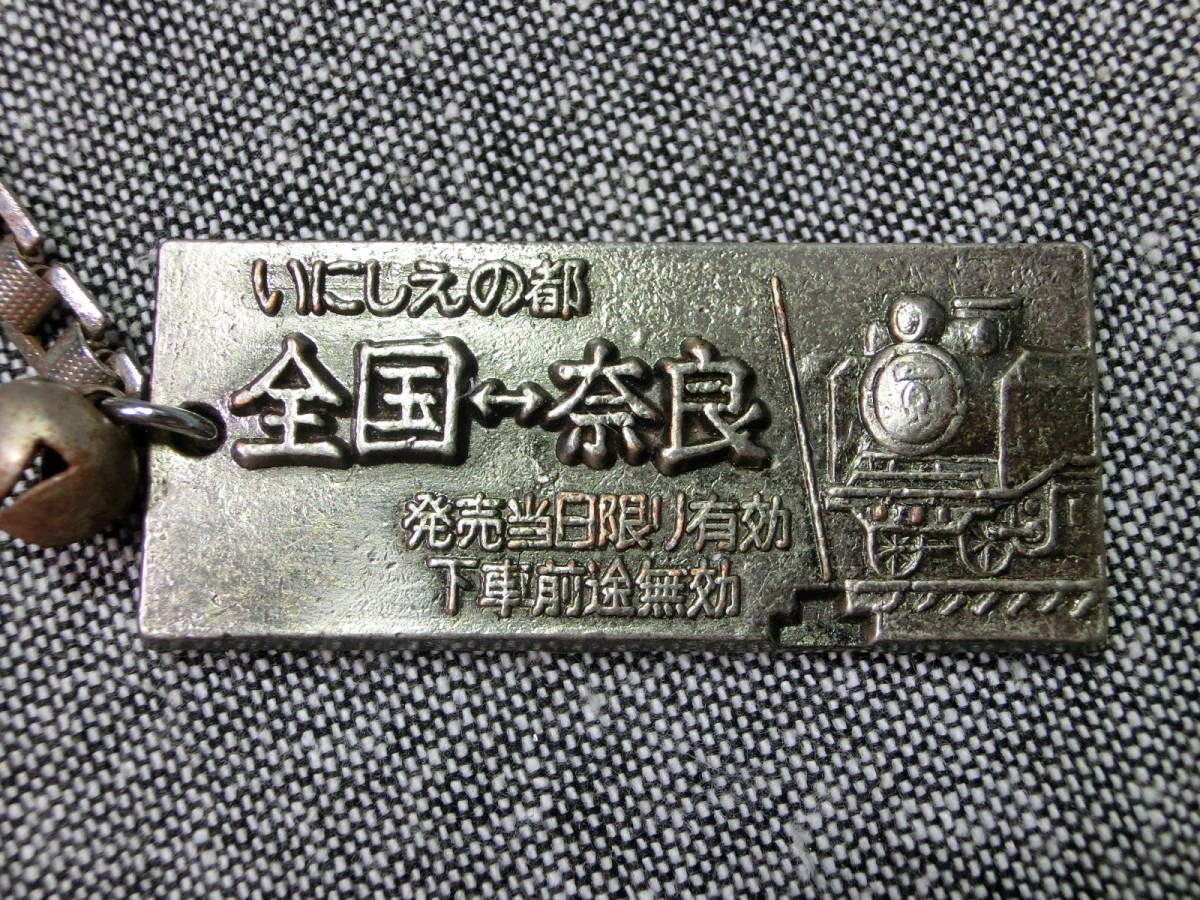 いにしえの都
全国↔奈良
発売当日限り有効
下車前途無効